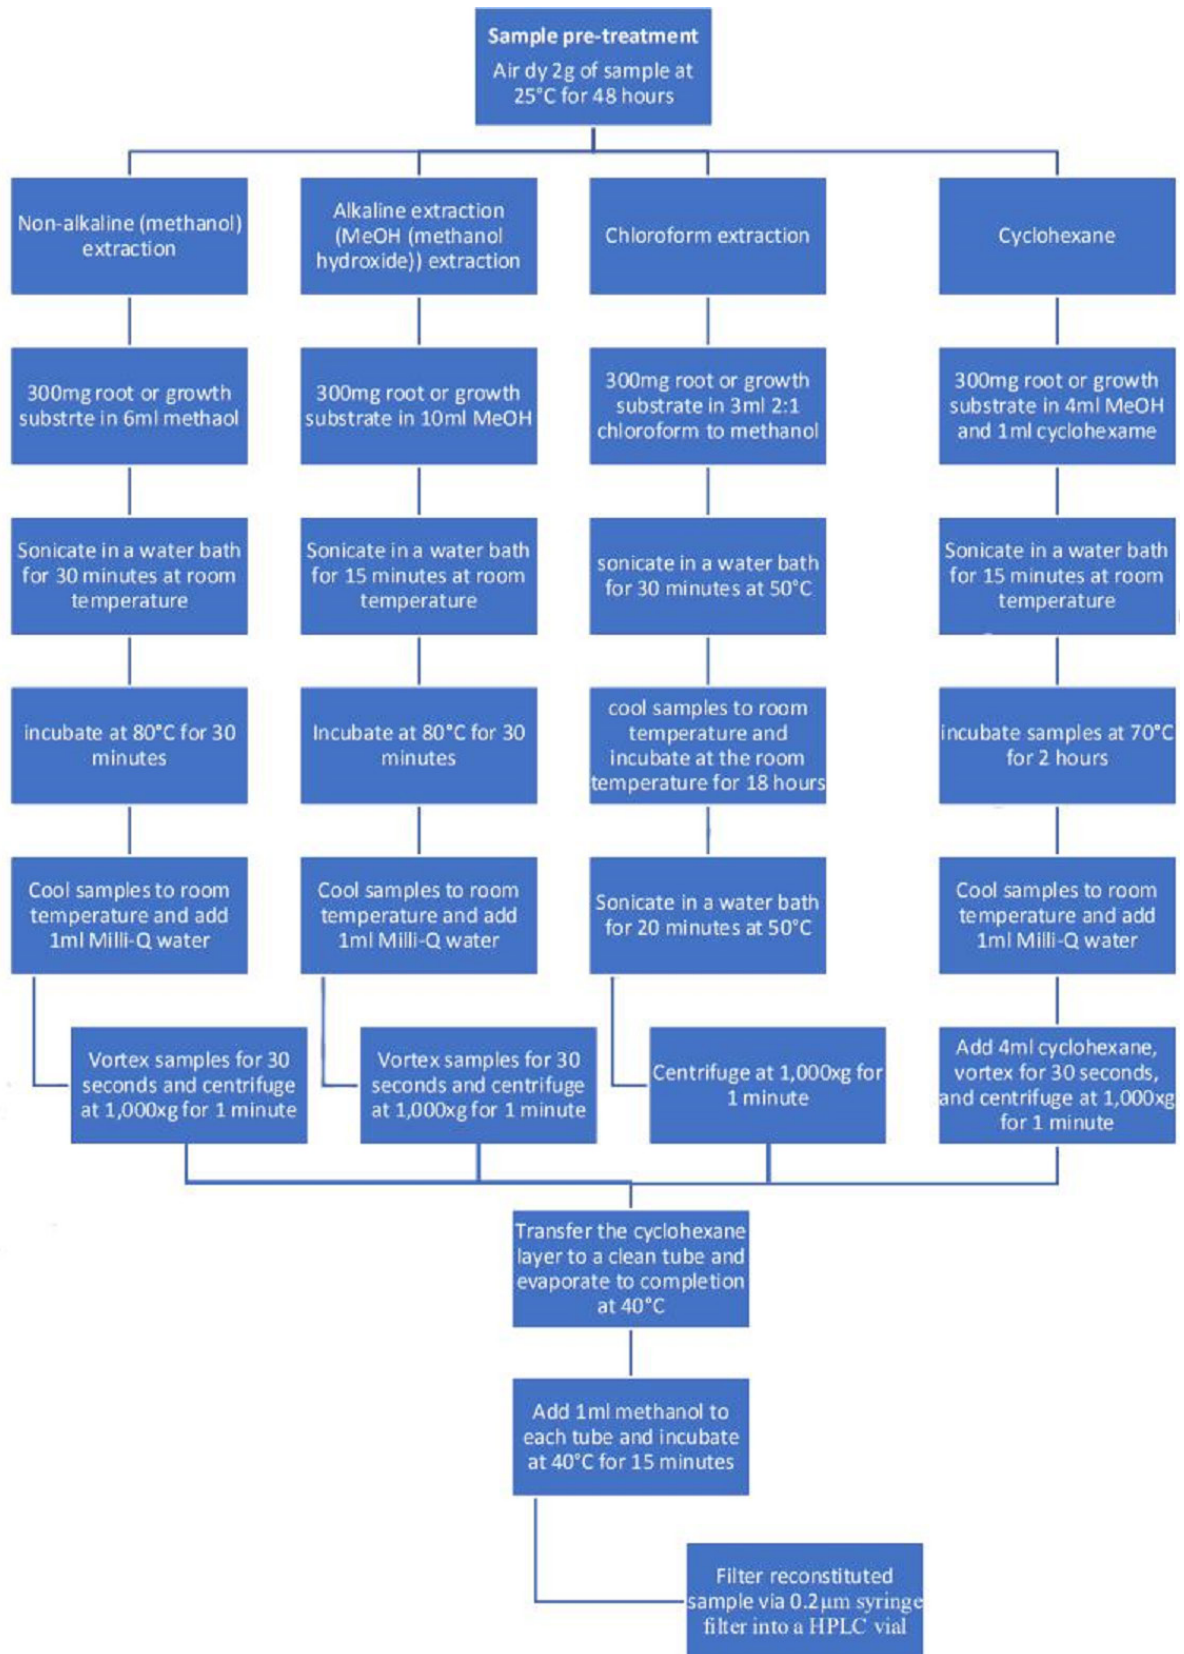 Sample pre-treatment
Air dy 2g of sample at
25°C for 48 hours
Non-alkaline (methanol)
extraction
Alkaline extraction
(MeOH (methanol
hydroxide)) extraction
Chloroform extraction
Cyclohexane
300mg root or growth
substrte in 6ml methaol
300mg root or growth
substrate in 10ml MeOH
300mg root or growth
substrate in 3ml 2:1
chloroform to methanol
300mg root or growth
substrate in 4ml MeOH
and 1ml cyclohexame
Sonicate in a water bath
for 30 minutes at room
temperature
Sonicate in a water bath
for 15 minutes at room
temperature
sonicate in a water bath
for 30 minutes at 50°C
Sonicate in a water bath
for 15 minutes at room
temperature
incubate at 80°C for 30
minutes
Incubate at 80°C for 30
minutes
cool samples to room
temperature and
incubate at the room
temperature for 18 hours
incubate samples at 70°C
for 2 hours
Cool samples to room
temperature and add
1ml Milli-Q water
Cool samples to room
temperature and add
1ml Milli-Q water
Sonicate in a water bath
for 20 minutes at 50°C
Cool samples to room
temperature and add
1ml Milli-Q water
Vortex samples for 30
seconds and centrifuge
at 1,000xg for 1 minute
Vortex samples for 30
seconds and centrifuge
at 1,000xg for 1 minute
Centrifuge at 1,000xg for
1 minute
Add 4ml cyclohexane,
vortex for 30 seconds,
and centrifuge at 1,000xg
for 1 minute
Transfer the cyclohexane
layer to a clean tube and
evaporate to completion
at 40°C
Add 1ml methanol to
each tube and incubate
at 40°C for 15 minutes
Filter reconstituted
sample via 0.2μm syringe
filter into a HPLC vial